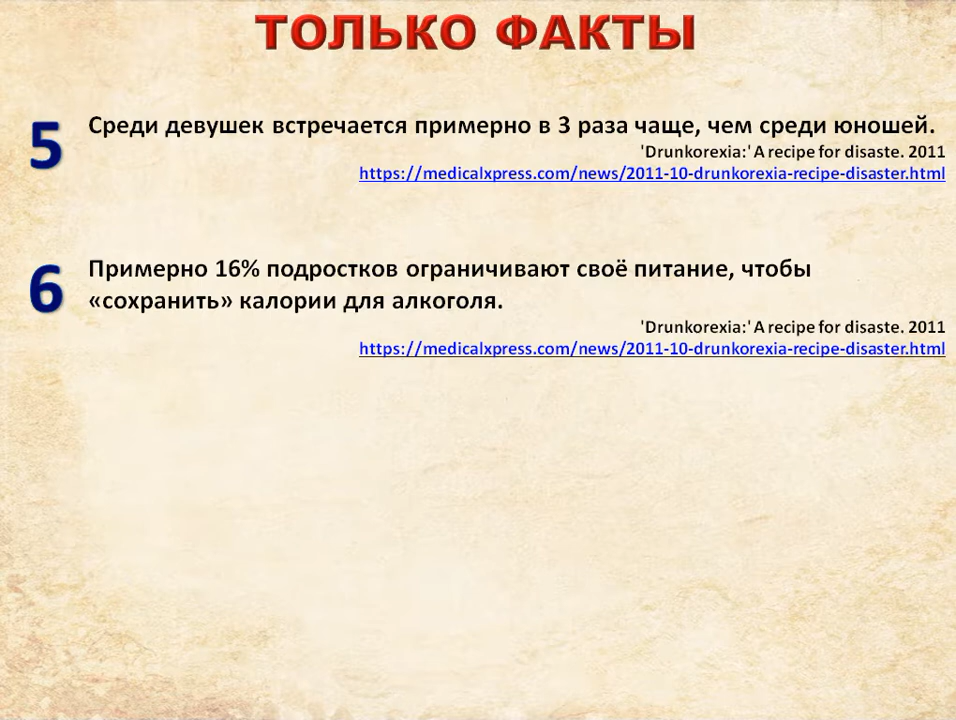 ТОЛЬКО ФАКТЫ
5
Среди девушек встречается примерно в 3 раза чаще, чем среди юношей.
'Drunkorexia:' A recipe for disaste. 2011
https://medicalxpress.com/news/2011-10-drunkorexia-recipe-disaster.html
6
Примерно 16% подростков ограничивают своё питание, чтобы
«сохранить» калории для алкоголя.
'Drunkorexia:' A recipe for disaste. 2011
https://medicalxpress.com/news/2011-10-drunkorexia-recipe-disaster.html